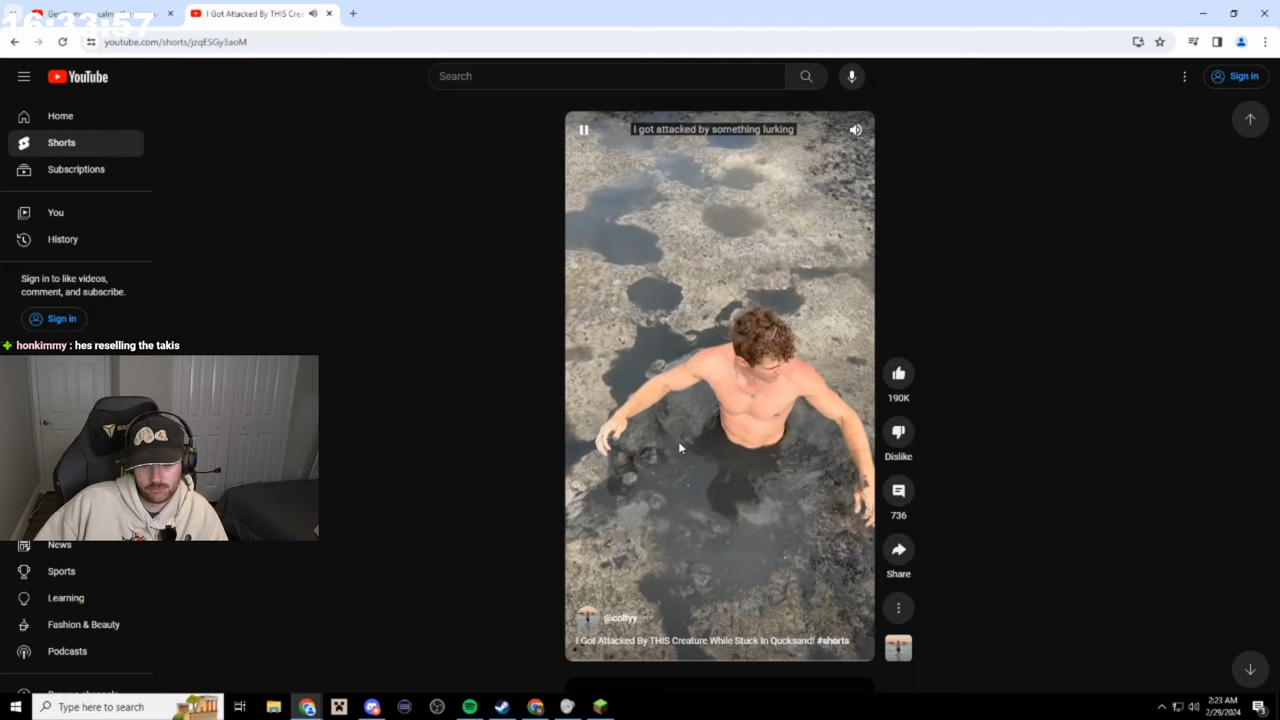 16:33:57
I Got Attacked By THIS Crea
youtube.com/shorts/jzqESGy3aoM
YouTube
Search
Sign in
Home
Shorts
Subscriptions
You
History
Sign in to like videos,
comment, and subscribe.
Sign in
honkimmy : hes reselling the takis
News
Sports
Learning
Fashion & Beauty
Podcasts
I got attacked by something lurking
@coltyy
I Got Attacked By THIS Creature While Stuck In Qucksand! #shorts
190K
Dislike
736
Share
Type here to search
2:23 AM
2/29/2024
3